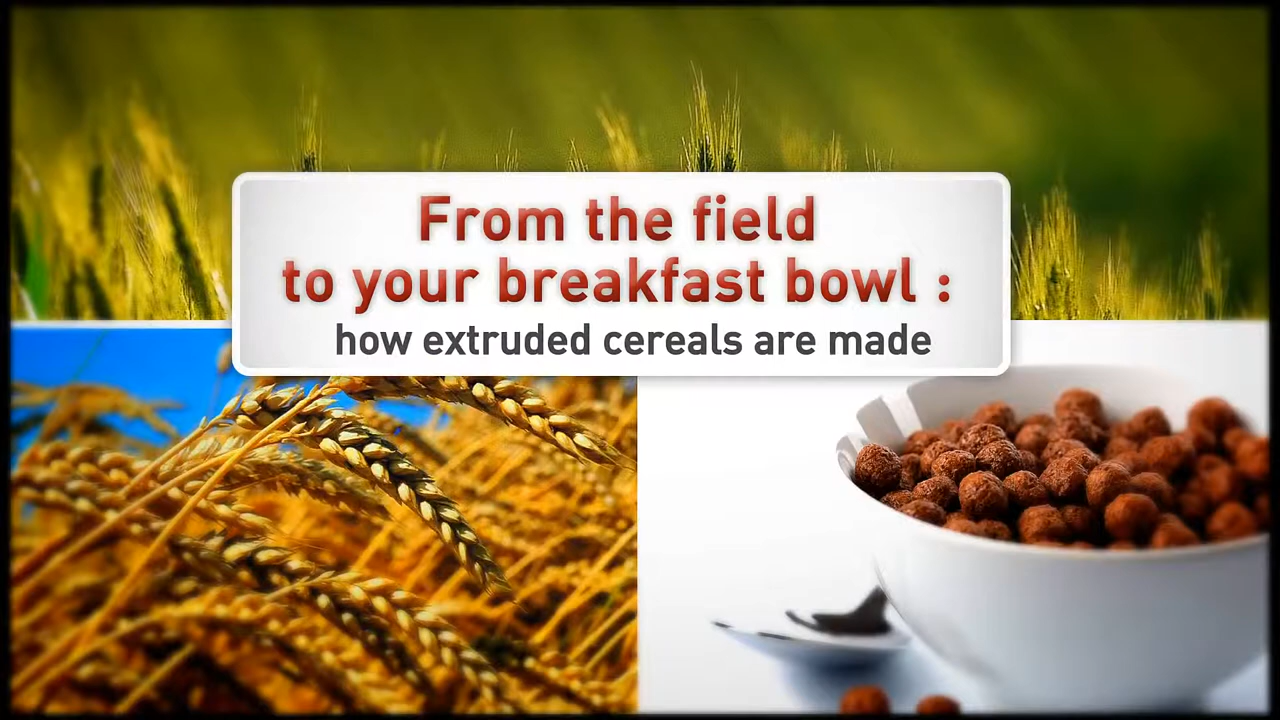 From the field
to your breakfast bowl :
how extruded cereals are made